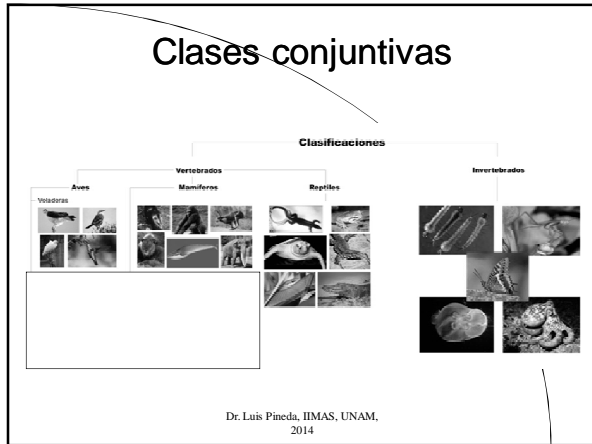 Clases conjuntivas
Clasificaciones
Vertebrados
Invertebrados
Aves
Mamíferos
Reptiles
Voladoras
Dr. Luis Pineda, IIMAS, UNAM,
2014